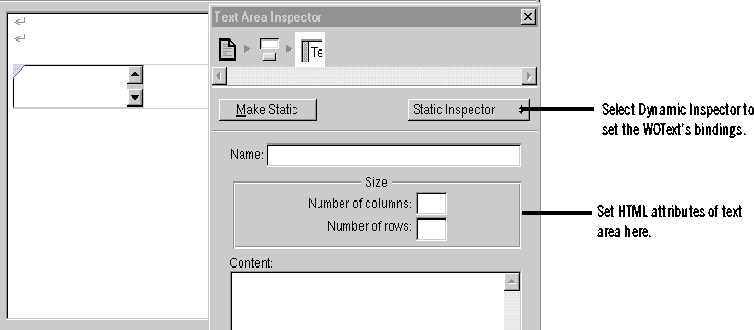 Text Area Inspector
Te
Make Static
Static Inspector
Select Dynamic Inspector to
set the WOText's bindings.
Name:
Size
Number of columns:
Number of rows:
Set HTML attributes of text
area here.
Content: